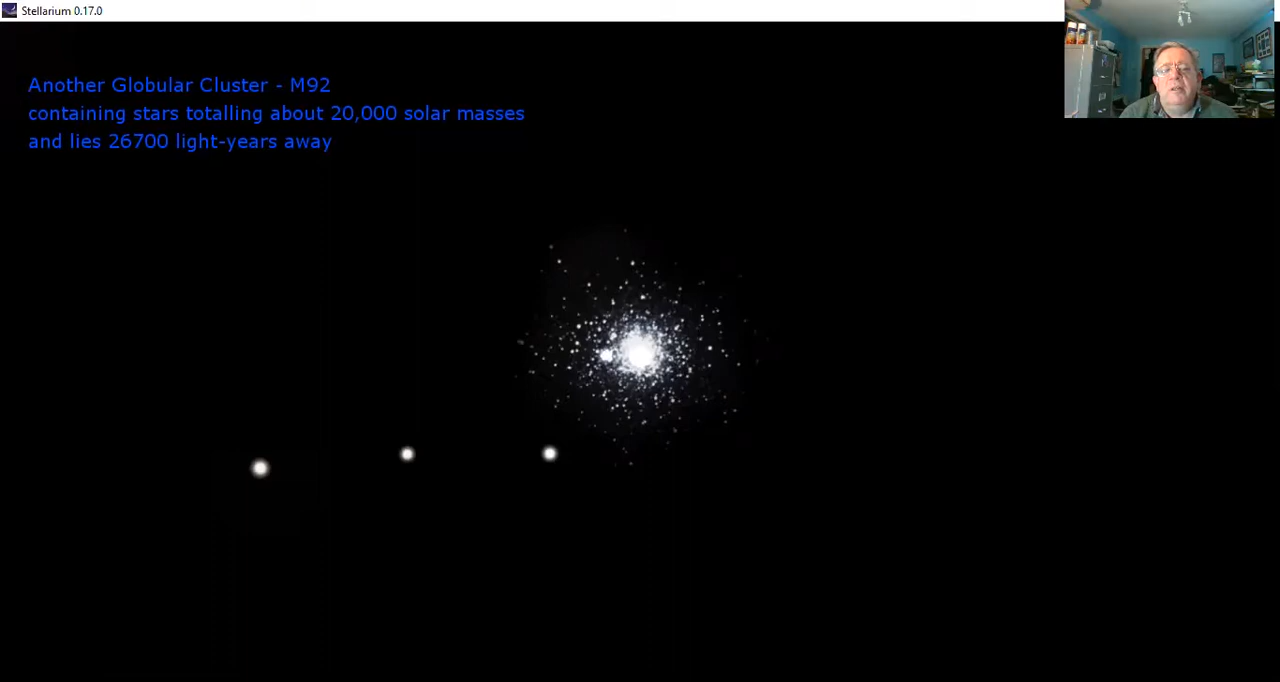 Stellarium 0.17.0
Another Globular Cluster - M92
containing stars totalling about 20,000 solar masses
and lies 26700 light-years away